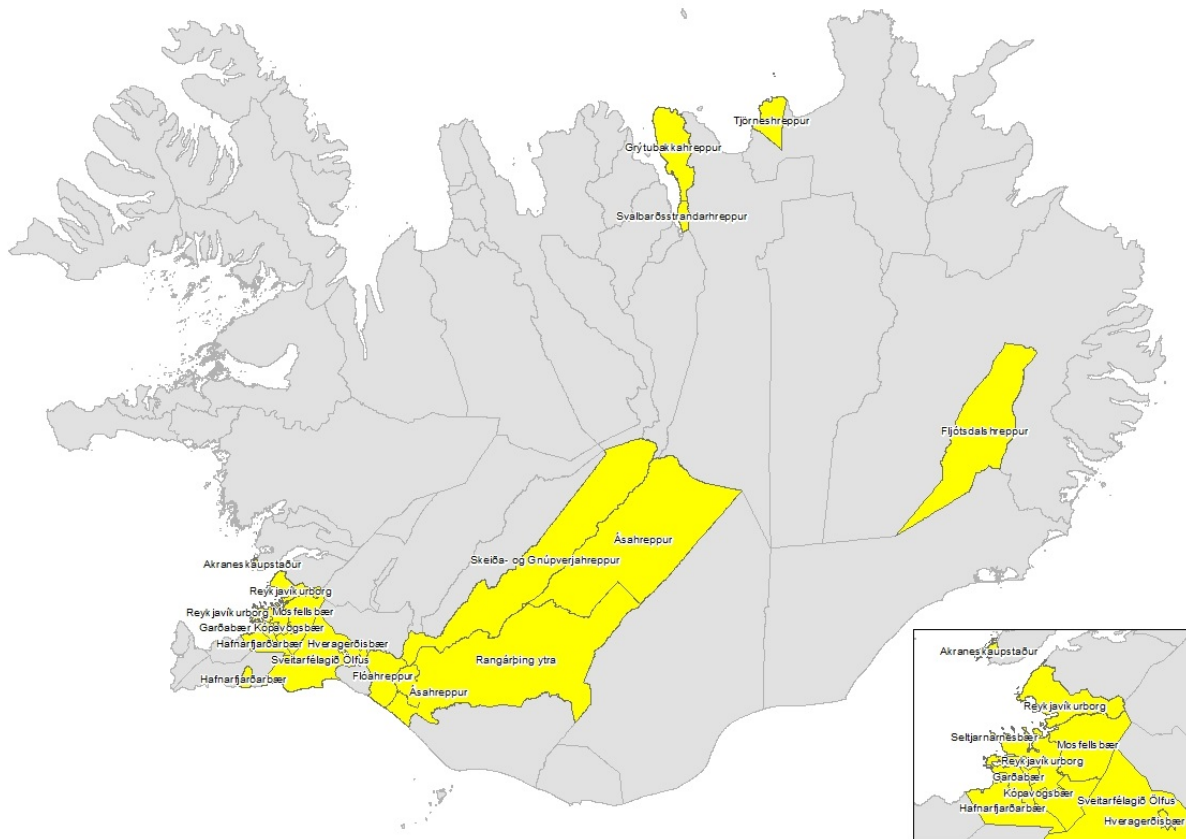 Tjörneshreppur
Grýtubakkahreppur
Svalbarðsstrandarhreppur
Fljótsdalshreppur
Ásahreppur
Skeiða- og Gnúpverjahreppur
Akraneskaupstaður
Reykjavíkurborg
Reykjavíkurborg
Mosfellsbær
Garðabær
Kópavogsbær
Hafnarfjarðarbær
Hveragerðisbær
Sveitarfélagið Ölfus
Rangárþing ytra
Flóahreppur
Hafnarfjarðarbær
Ásahreppur
Akraneskaupstaður
Reykjavíkurborg
Seltjarnarnesbær
Mosfellsbær
Reykjavíkurborg
Garðabær
Kópavogsbær
Sveitarfélagið Ölfus
Hafnarfjarðarbær
Hveragerðisbær